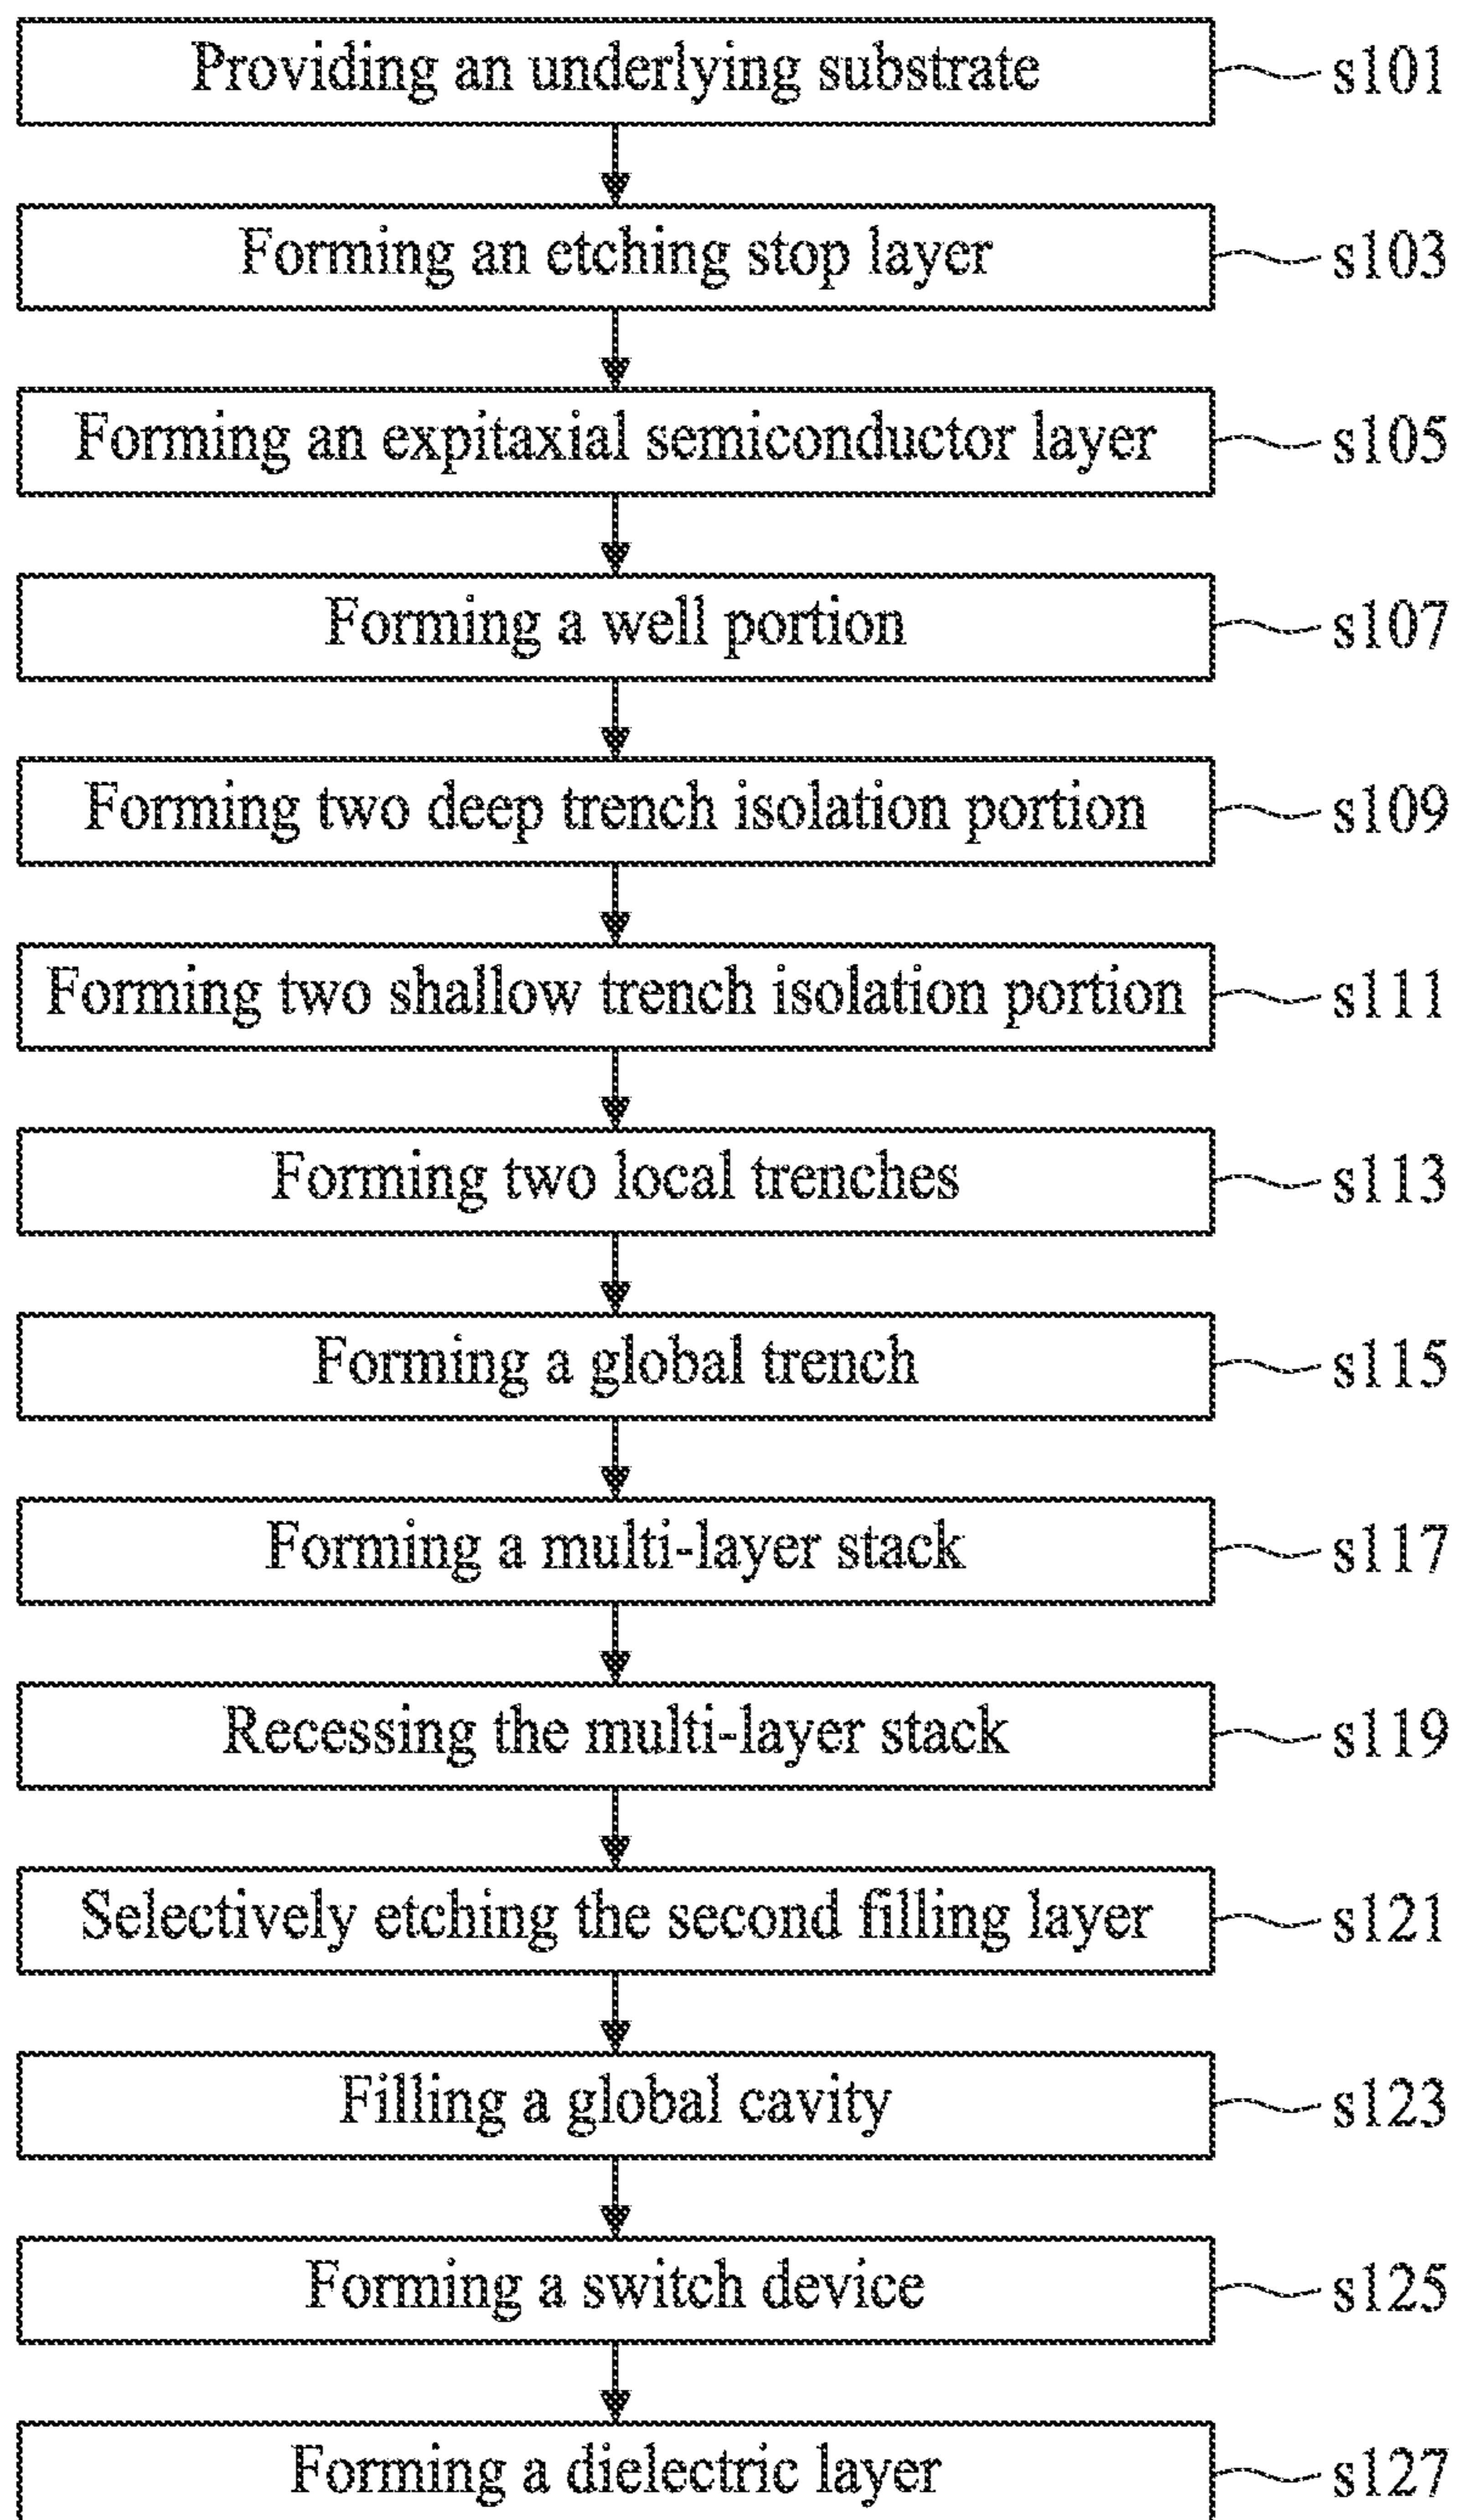 Providing an underlying substrate s101
Forming an etching stop layer s103
Forming an expitaxial semiconductor layer s105
Forming a well portion s107
Forming two deep trench isolation portion s109
Forming two shallow trench isolation portion s111
Forming two local trenches s113
Forming a global trench s115
Forming a multi-layer stack s117
Recessing the multi-layer stack s119
Selectively etching the second filling layer s121
Filling a global cavity s123
Forming a switch device s125
Forming a dielectric layer s127